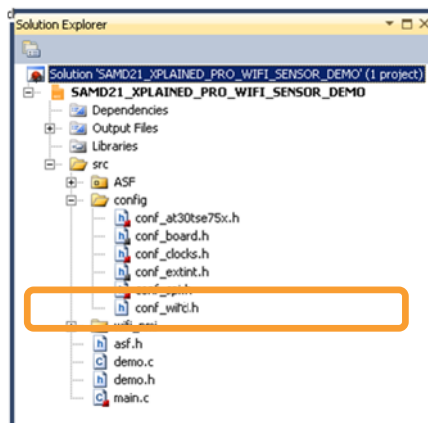 Solution Explorer
Solution 'SAMD21_XPLAINED_PRO_WIFI_SENSOR_DEMO' (1 project)
SAMD21_XPLAINED_PRO_WIFI_SENSOR_DEMO
Dependencies
Output Files
Libraries
src
ASF
config
conf_at30tse75x.h
conf_board.h
conf_clocks.h
conf_extint.h
conf_wifi.h
asf.h
demo.c
demo.h
main.c